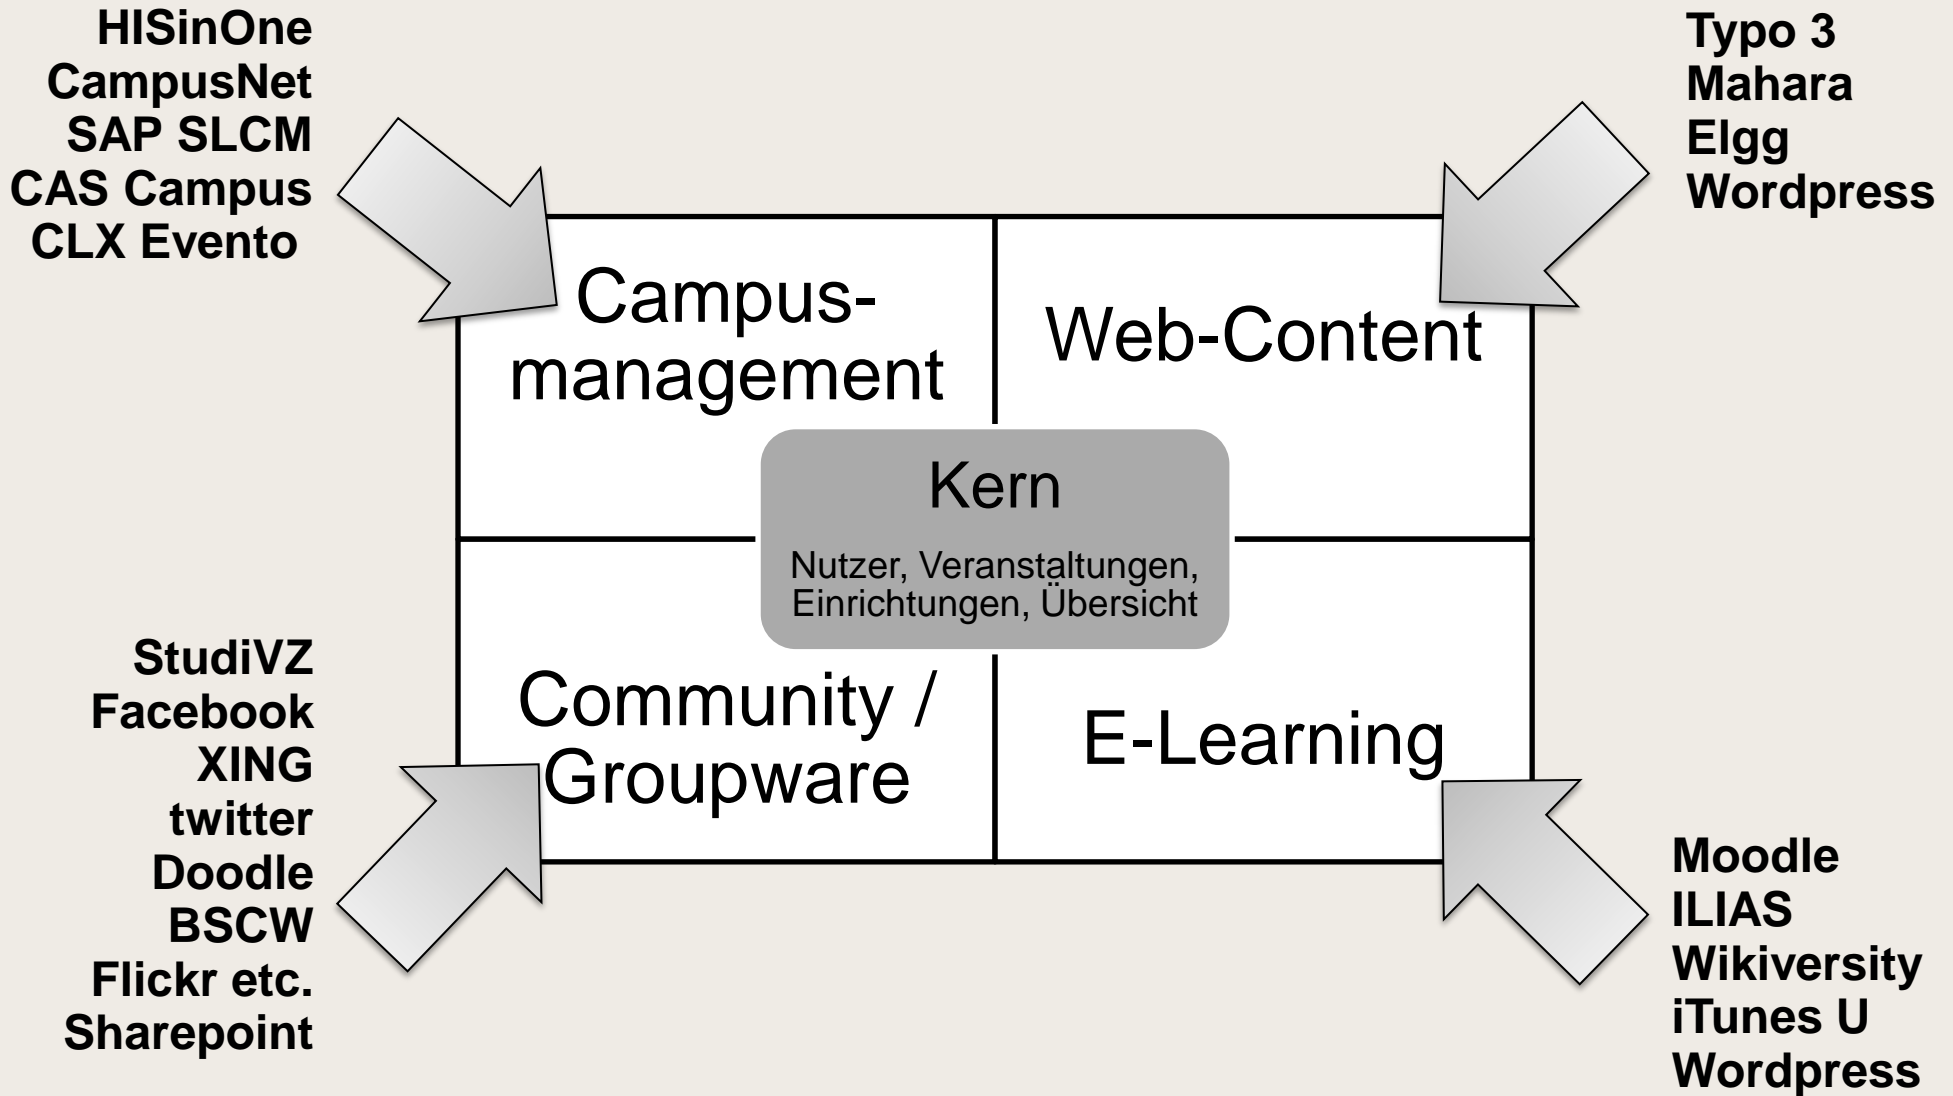 HISinOne
CampusNet
SAP SLCM
CAS Campus
CLX Evento
Typo 3
Mahara
Elgg
Wordpress
Campus-
management
Web-Content
Kern
Nutzer, Veranstaltungen,
Einrichtungen, Übersicht
Community /
Groupware
E-Learning
StudiVZ
Facebook
XING
twitter
Doodle
BSCW
Flickr etc.
Sharepoint
Moodle
ILIAS
Wikiversity
iTunes U
Wordpress